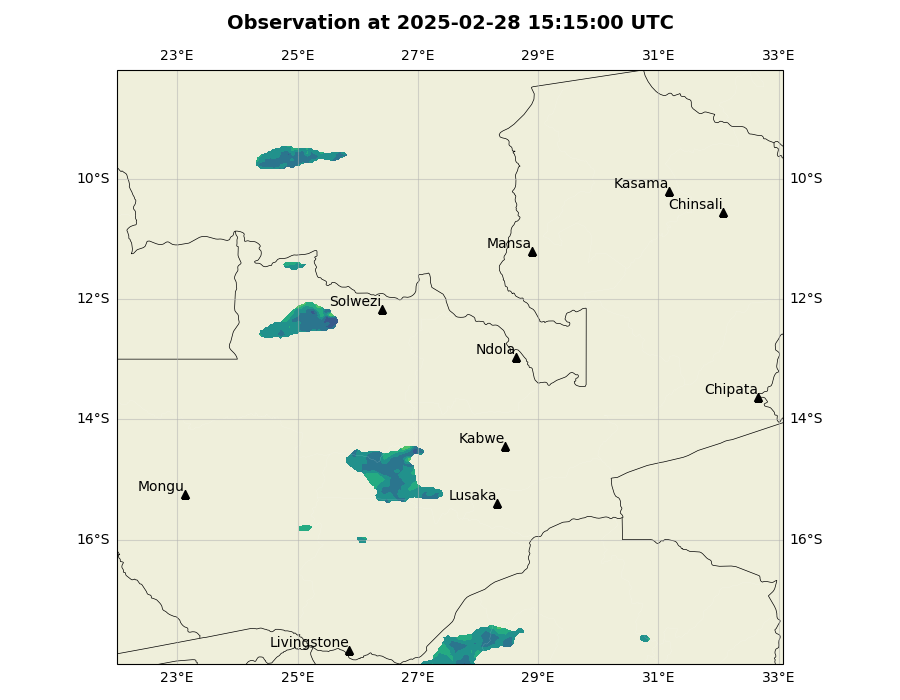 Observation at 2025-02-28 15:15:00 UTC
23°E 25°E 27°E 29°E 31°E 33°E
10°S 10°S
Kasama
Chinsali
Mansa
12°S 12°S
Solwezi
Ndola
Chipata
14°S 14°S
Kabwe
Mongu
Lusaka
16°S 16°S
Livingstone
23°E 25°E 27°E 29°E 31°E 33°E